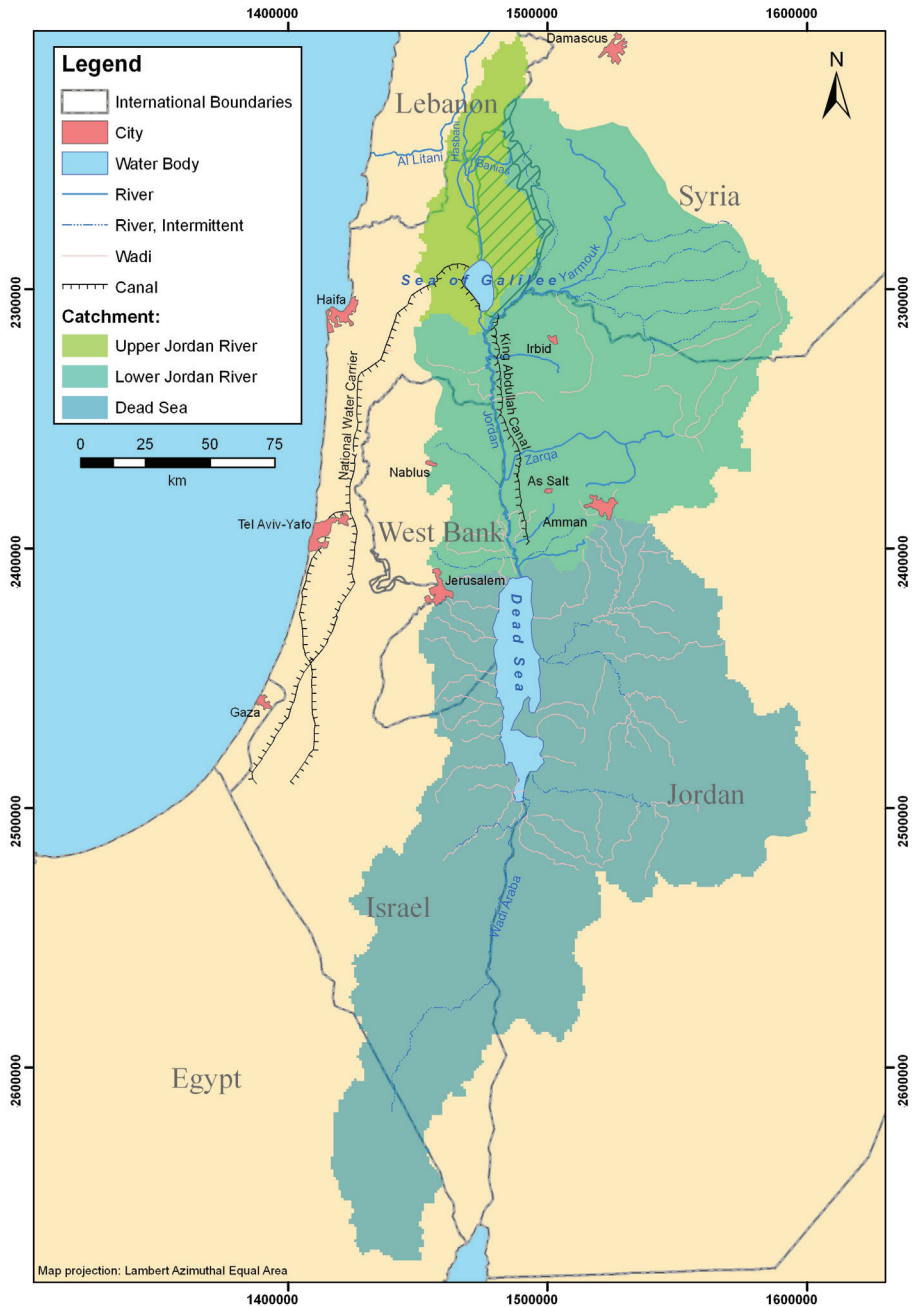 1400000
1500000
1600000
Damascus
Legend
International Boundaries
City
Water Body
River
River, Intermittent
Wadi
Canal
Catchment:
Upper Jordan River
Lower Jordan River
Dead Sea
0 25 50 75
km
N
Lebanon
Hasbani
Al Litani
Banias
Syria
Yarmouk
Sea of Galilee
2300000
2300000
Haifa
Irbid
King Abdullah Canal
National Water Carrier
Jordan
Zarqa
Nablus
As Salt
Amman
Tel Aviv-Yafo
West Bank
2400000
2400000
Jerusalem
Dead Sea
Gaza
Jordan
2500000
2500000
Israel
Wadi Araba
Egypt
2600000
2600000
Map projection: Lambert Azimuthal Equal Area
1400000
1500000
1600000